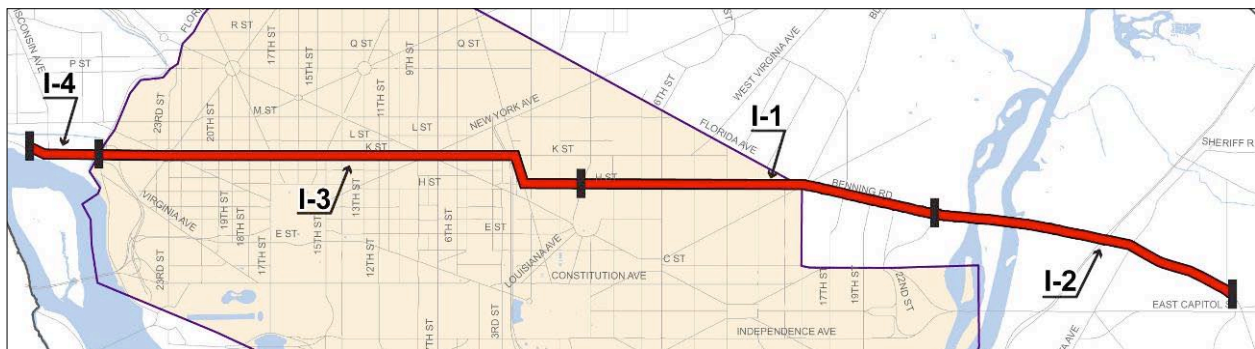 WISCONSIN AVE
P ST
I-4
23RD ST
20TH ST
R ST
17TH ST
15TH ST
Q ST
M ST
11TH ST
9TH ST
Q ST
L ST
L ST
K ST
NEW YORK AVE
6TH ST
WEST VIRGINIA AVE
FLORIDA AVE
I-1
K ST
H ST
BENNING RD
SHERIFF R
VIRGINIA AVE
I-3
19TH ST
18TH ST
17TH ST
E ST
15TH ST
13TH ST
12TH ST
H ST
6TH ST
E ST
LOUISIANA AVE
C ST
CONSTITUTION AVE
23RD ST
7TH ST
3RD ST
INDEPENDENCE AVE
17TH ST
19TH ST
22ND ST
I-2
EAST CAPITOL